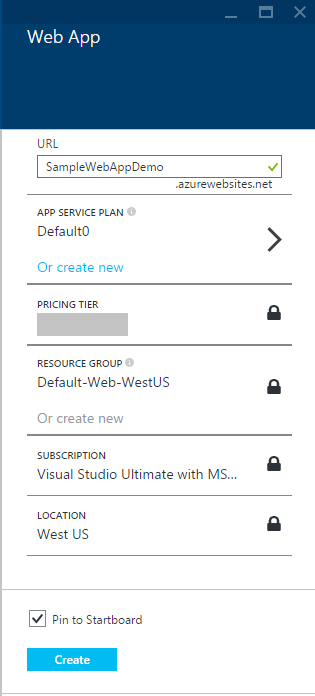 Web App
URL
SampleWebAppDemo
.azurewebsites.net
APP SERVICE PLAN
Default0
Or create new
PRICING TIER
RESOURCE GROUP
Default-Web-WestUS
Or create new
SUBSCRIPTION
Visual Studio Ultimate with MS...
LOCATION
West US
Pin to Startboard
Create